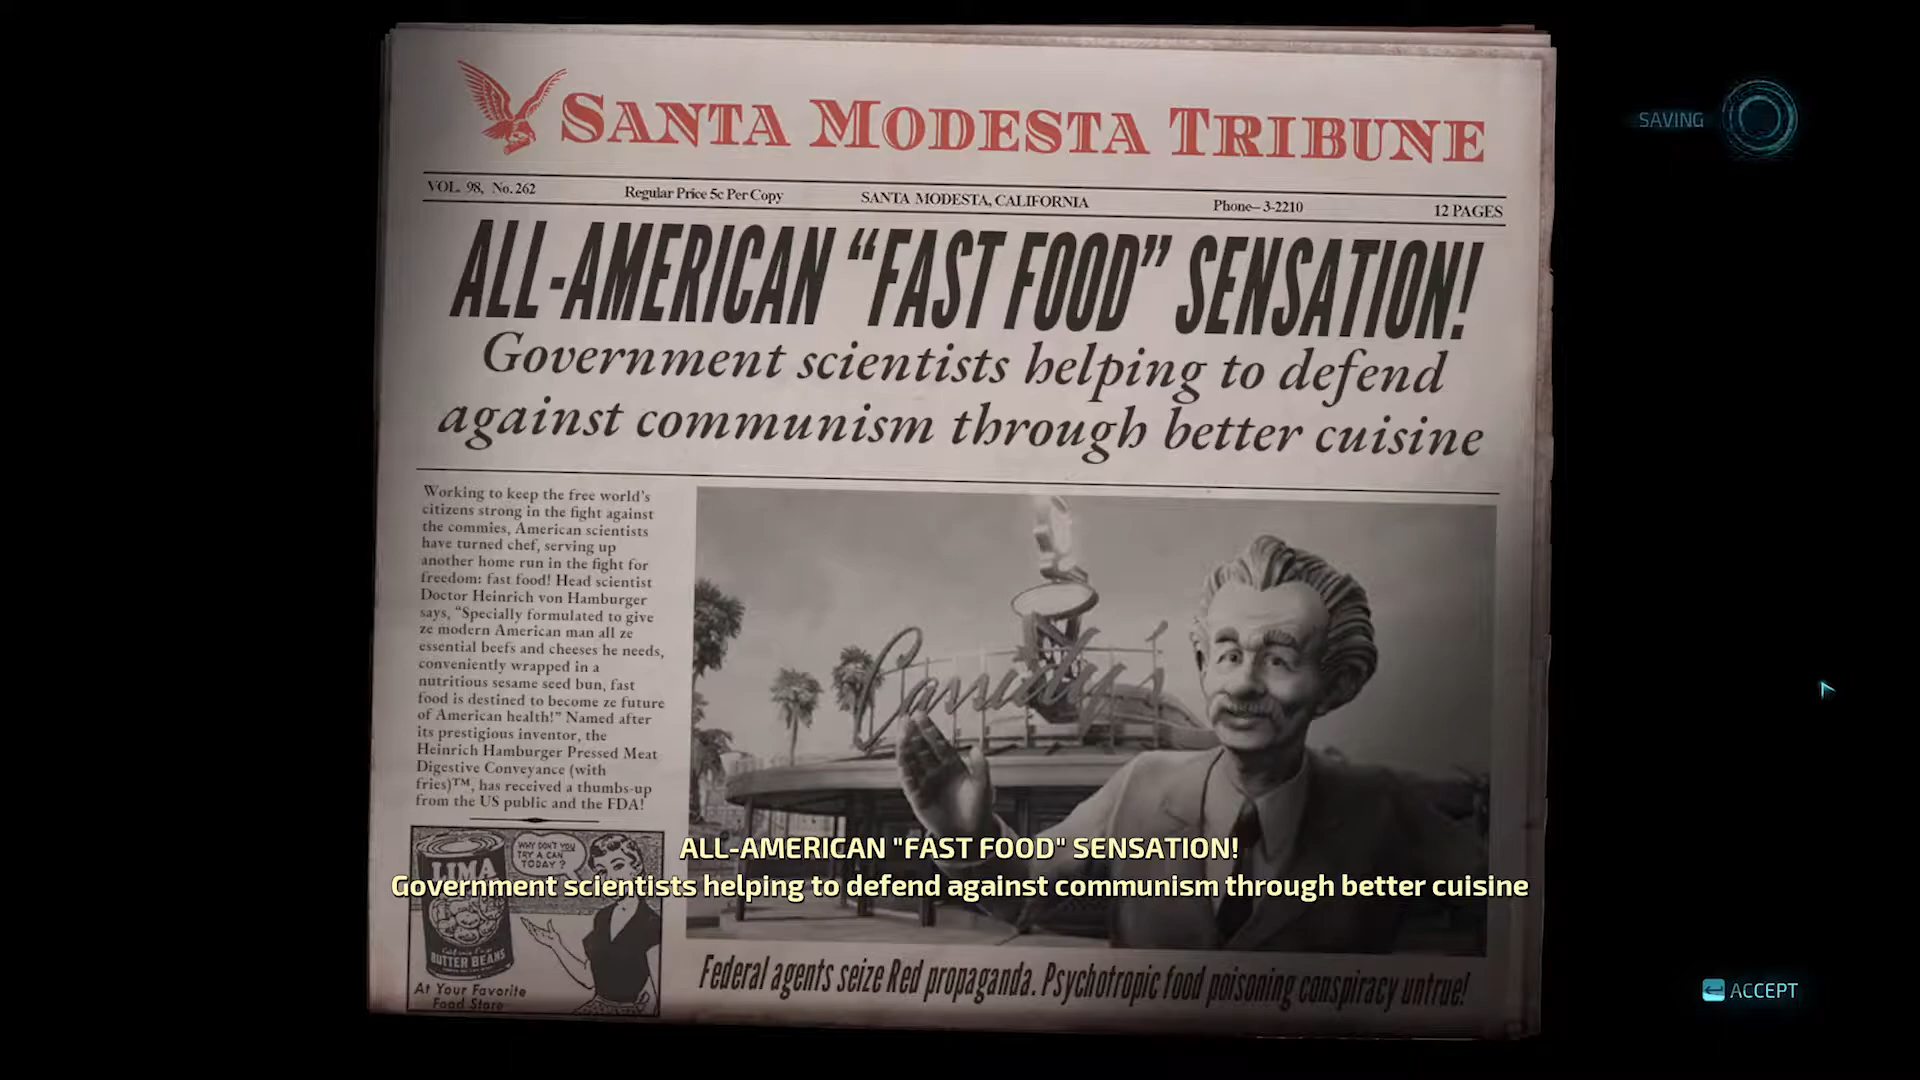 SANTA MODESTA TRIBUNE
SAVING
VOL. 98, No. 262
Regular Price 5c Per Copy
SANTA MODESTA, CALIFORNIA
Phone–3-2210
12 PAGES
ALL-AMERICAN “FAST FOOD” SENSATION!
Government scientists helping to defend
against communism through better cuisine
Working to keep the free world's
citizens strong in the fight against
the commies, American scientists
have turned chef, serving up
another home run in the fight for
freedom: fast food! Head scientist
Doctor Heinrich von Hamburger
says, “Specially formulated to give
ze modern American man all ze
essential beefs and cheeses he needs,
conveniently wrapped in a
nutritious sesame seed bun, fast
food is destined to become ze future
of American health!” Named after
its prestigious inventor, the
Heinrich Hamburger Pressed Meat
Digestive Conveyance (with
fries)™, has received a thumbs-up
from the US public and the FDA!
Cassidy's
WHY DON'T YOU
TRY A CAN
TODAY?
LIMA
BUTTER BEANS
At Your Favorite
Food Store
ALL-AMERICAN "FAST FOOD" SENSATION!
Government scientists helping to defend against communism through better cuisine
Federal agents seize Red propaganda. Psychotropic food poisoning conspiracy untrue!
ACCEPT